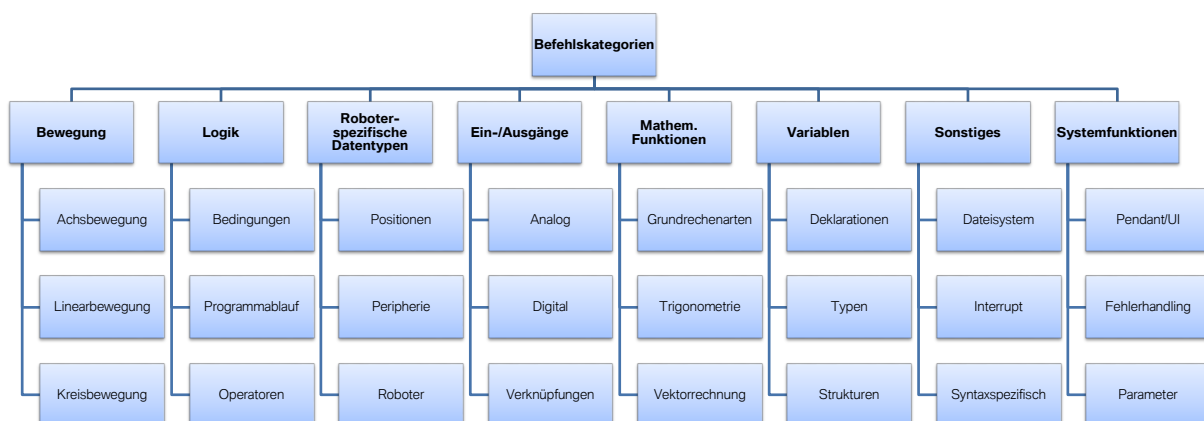 Befehlskategorien
Bewegung
Logik
Roboter-
spezifische
Datentypen
Ein-/Ausgänge
Mathem.
Funktionen
Variablen
Sonstiges
Systemfunktionen
Achsbewegung
Bedingungen
Positionen
Analog
Grundrechenarten
Deklarationen
Dateisystem
Pendant/UI
Linearbewegung
Programmablauf
Peripherie
Digital
Trigonometrie
Typen
Interrupt
Fehlerhandling
Kreisbewegung
Operatoren
Roboter
Verknüpfungen
Vektorrechnung
Strukturen
Syntaxspezifisch
Parameter